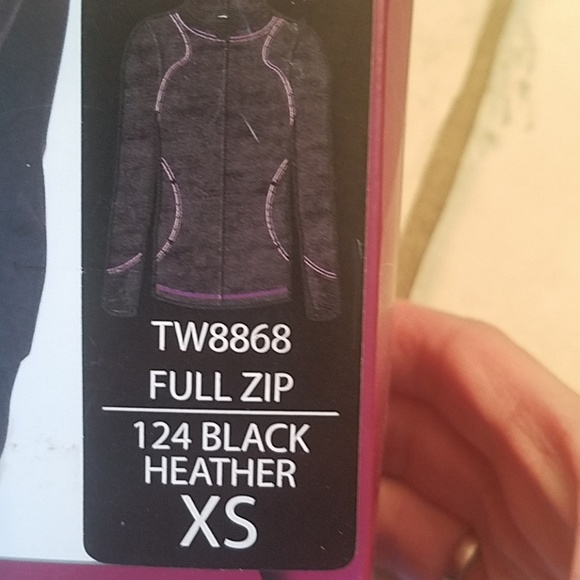 TW8868
FULL ZIP
124 BLACK
HEATHER
XS